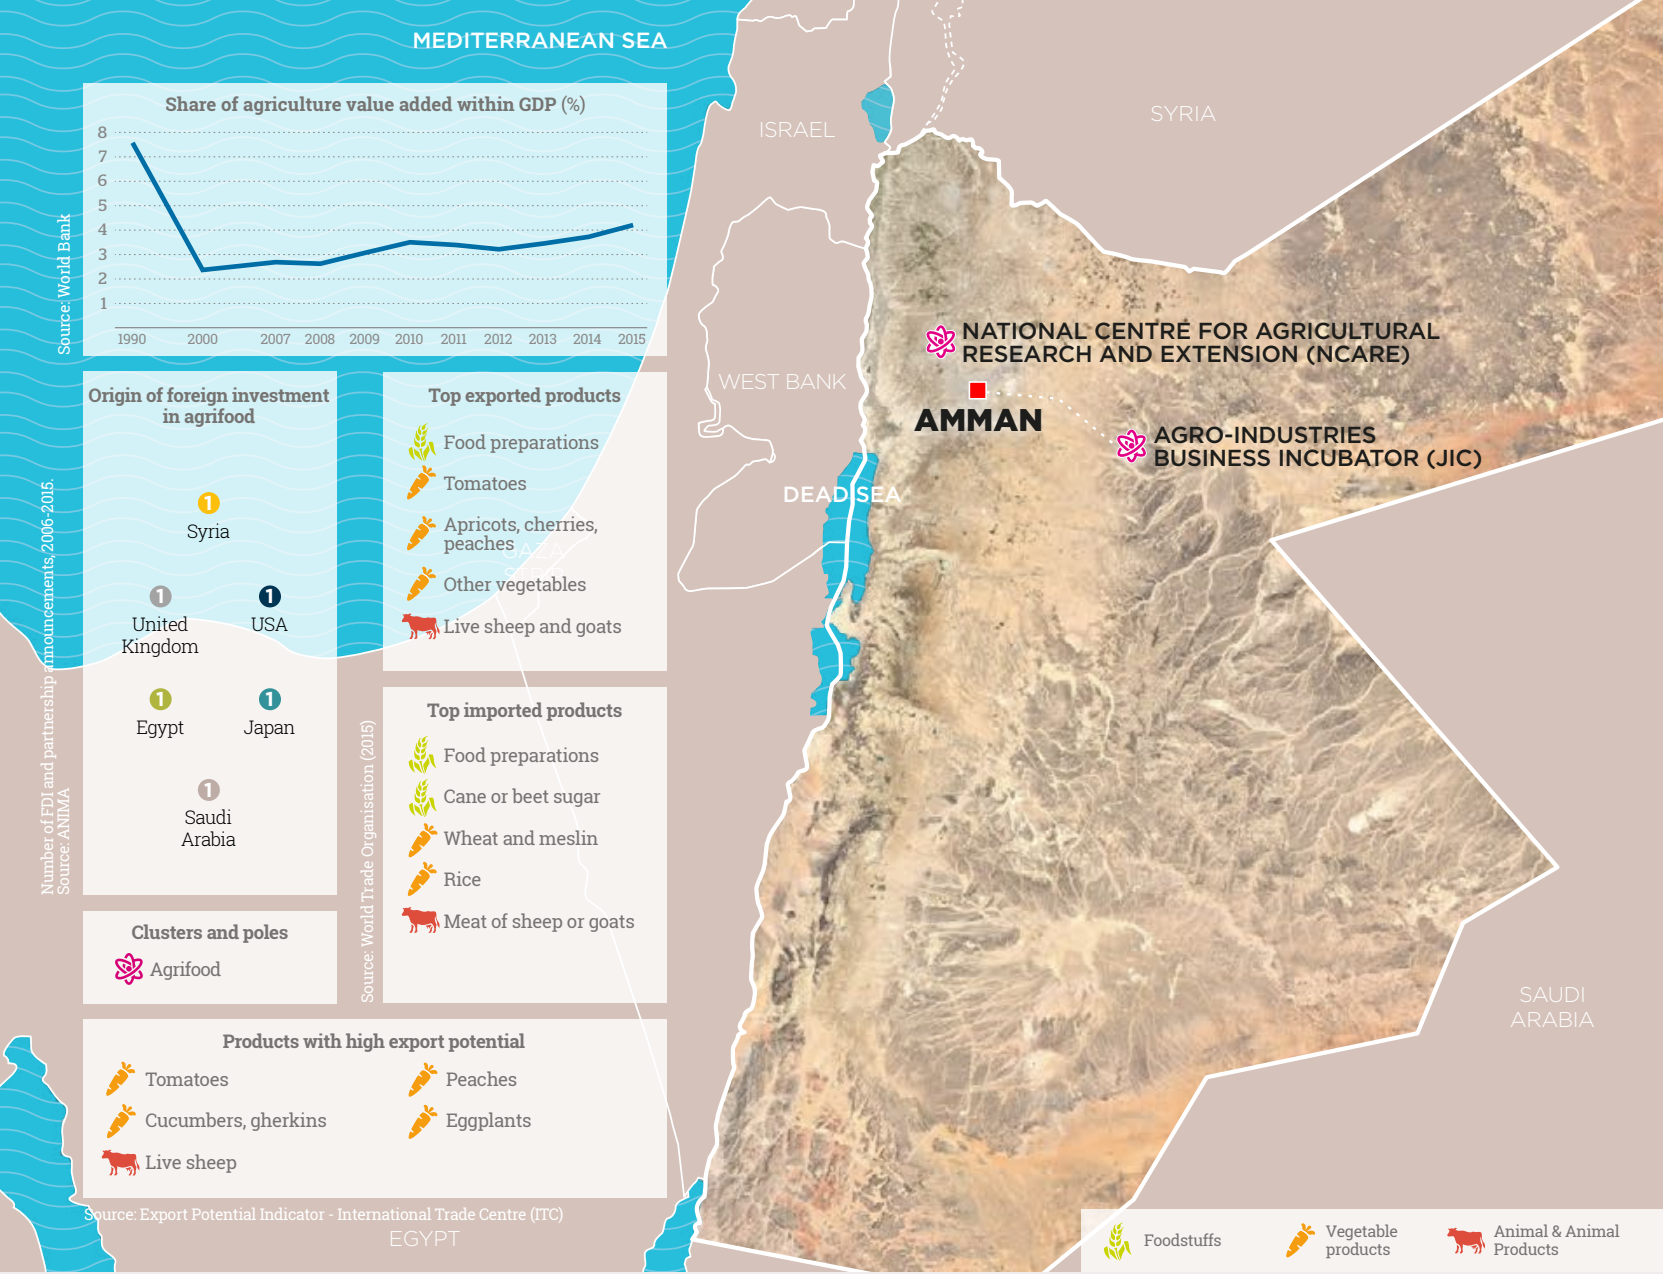 MEDITERRANEAN SEA
Share of agriculture value added within GDP (%)
8
7
6
5
4
3
2
1
1990 2000 2007 2008 2009 2010 2011 2012 2013 2014 2015
Source: World Bank
Origin of foreign investment
in agrifood
1
Syria
1
United
Kingdom
1
USA
1
Egypt
1
Japan
1
Saudi
Arabia
Number of FDI and partnership announcements, 2006-2015.
Source: ANIMA
Top exported products
Food preparations
Tomatoes
Apricots, cherries,
peaches
Other vegetables
Live sheep and goats
GAZA
STRIP
Top imported products
Food preparations
Cane or beet sugar
Wheat and meslin
Rice
Meat of sheep or goats
Source: World Trade Organisation (2015)
Clusters and poles
Agrifood
Products with high export potential
Tomatoes
Cucumbers, gherkins
Live sheep
Peaches
Eggplants
Source: Export Potential Indicator - International Trade Centre (ITC)
EGYPT
ISRAEL
SYRIA
WEST BANK
NATIONAL CENTRE FOR AGRICULTURAL
RESEARCH AND EXTENSION (NCARE)
AMMAN
AGRO-INDUSTRIES
BUSINESS INCUBATOR (JIC)
DEAD SEA
SAUDI
ARABIA
Foodstuffs
Vegetable
products
Animal & Animal
Products